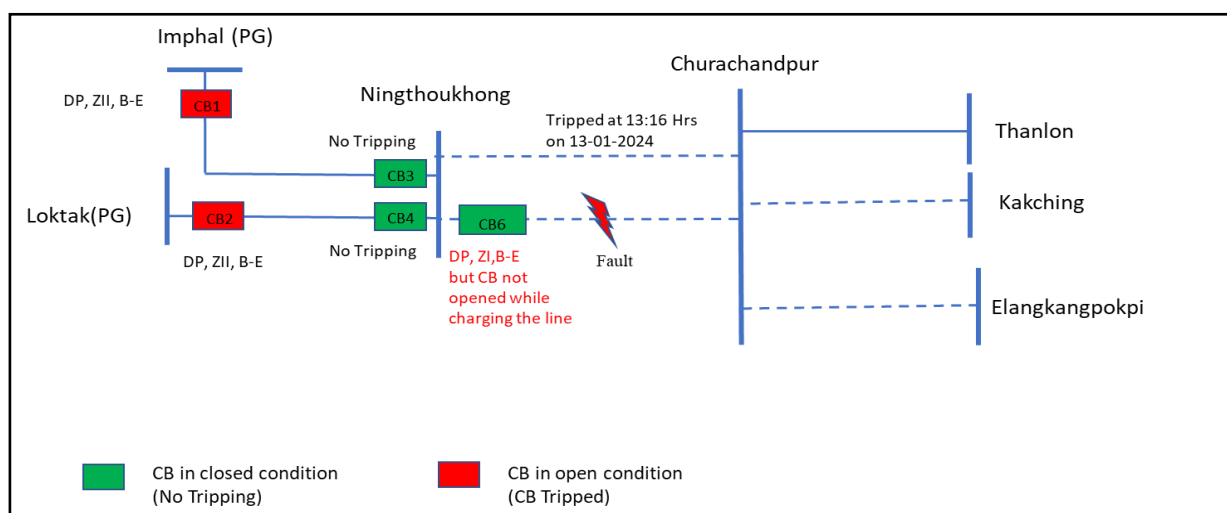 Imphal (PG)
Churachandpur
DP, ZII, B-E
CB1
Ningthoukhong
Tripped at 13:16 Hrs
on 13-01-2024
Thanlon
No Tripping
CB3
Loktak(PG)
CB2
CB4
CB6
Kakching
DP, ZII, B-E
No Tripping
DP, ZI,B-E
but CB not
opened while
charging the line
Fault
Elangkangpokpi
CB in closed condition
(No Tripping)
CB in open condition
(CB Tripped)